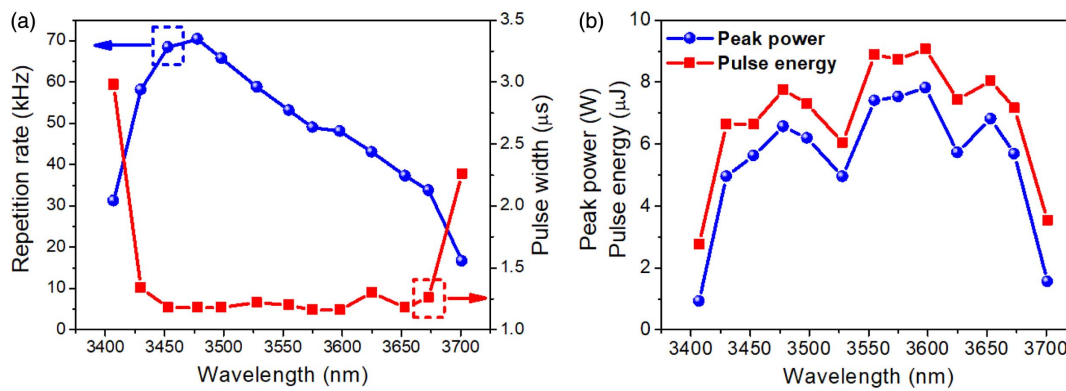 (a)
Repetition rate (kHz)
70
60
50
40
30
20
10
0
3.5
3.0
2.5
2.0
1.5
1.0
Pulse width (μs)
3400 3450 3500 3550 3600 3650 3700
Wavelength (nm)
(b)
Peak power
Pulse energy
Peak power (W)
Pulse energy (μJ)
10
8
6
4
2
0
3400 3450 3500 3550 3600 3650 3700
Wavelength (nm)